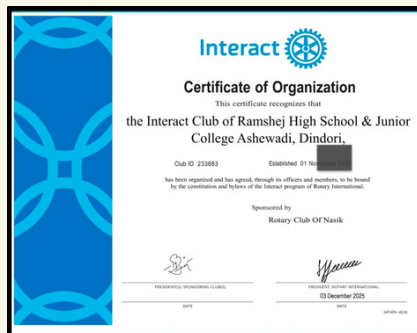 Interact
Certificate of Organization
This certificate recognizes that
the Interact Club of Ramshej High School & Junior
College Ashewadi, Dindori,
Club ID 233883
Established 01
has been organized and has agreed, through its officers and members, to be bound
by the constitution and bylaws of the Interact program of Rotary International.
Sponsored by
Rotary Club Of Nasik
PRESIDENT(S), SPONSORING CLUB(S)
PRESIDENT, ROTARY INTERNATIONAL
03 December 2025
DATE
DATE